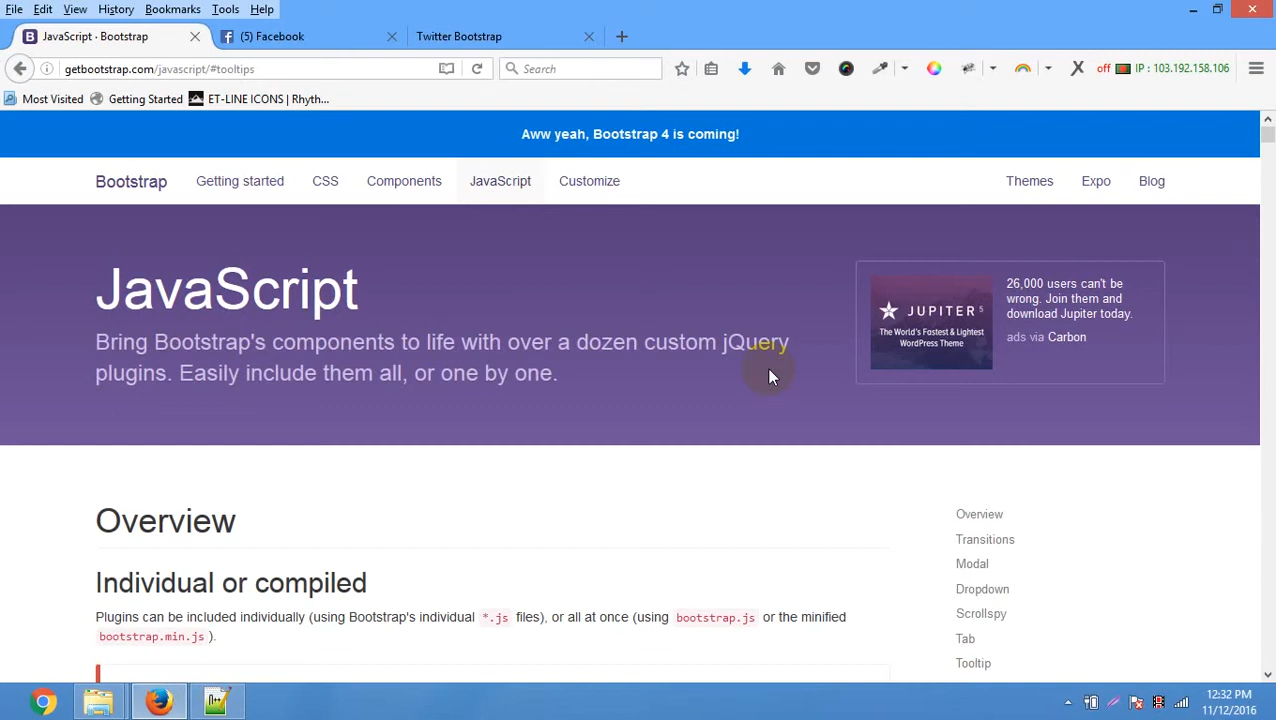 File Edit View History Bookmarks Tools Help
JavaScript · Bootstrap (5) Facebook Twitter Bootstrap
getbootstrap.com/javascript/#tooltips Search off IP : 103.192.158.106
Most Visited Getting Started ET-LINE ICONS | Rhyth...
Aww yeah, Bootstrap 4 is coming!
Bootstrap Getting started CSS Components JavaScript Customize Themes Expo Blog
JavaScript
Bring Bootstrap's components to life with over a dozen custom jQuery
plugins. Easily include them all, or one by one.
JUPITER 5
The World's Fastest & Lightest
WordPress Theme
26,000 users can't be
wrong. Join them and
download Jupiter today.
ads via Carbon
Overview
Individual or compiled
Plugins can be included individually (using Bootstrap's individual *.js files), or all at once (using bootstrap.js or the minified
bootstrap.min.js ).
Overview
Transitions
Modal
Dropdown
Scrollspy
Tab
Tooltip
12:32 PM
11/12/2016